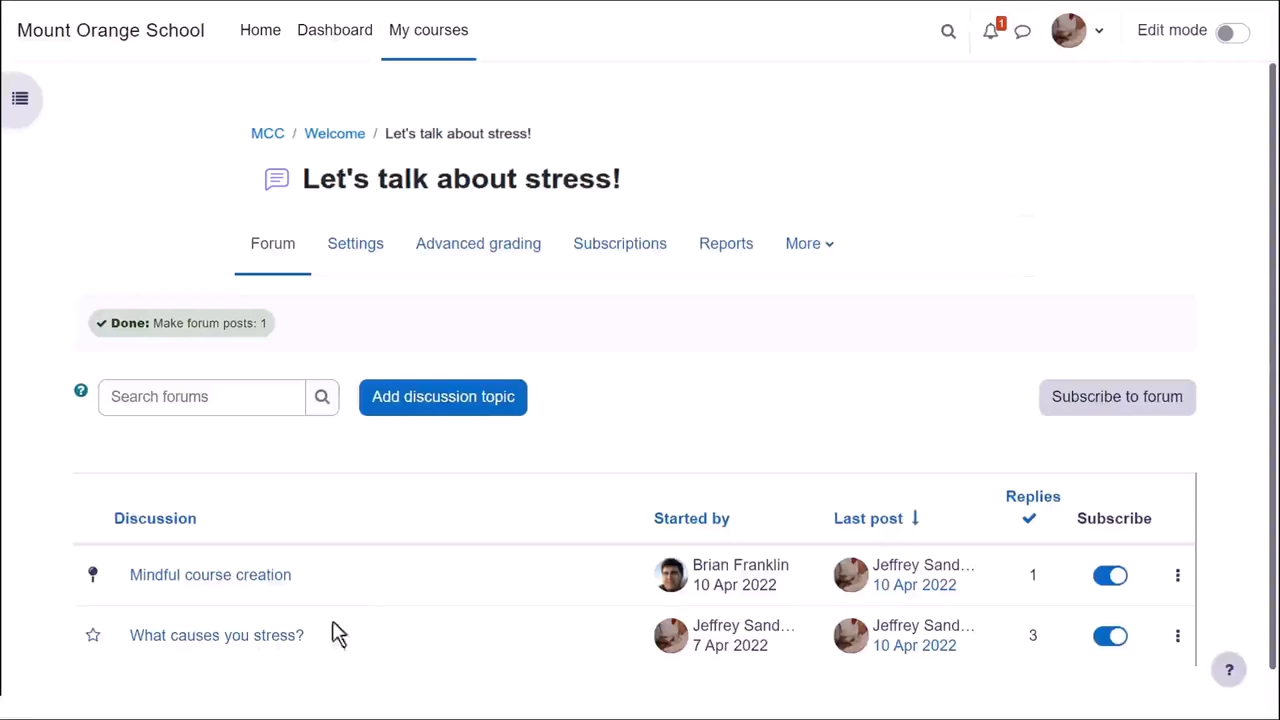 Mount Orange School Home Dashboard My courses 1 Edit mode
MCC / Welcome / Let's talk about stress!
Let's talk about stress!
Forum Settings Advanced grading Subscriptions Reports More
Done: Make forum posts: 1
? Search forums Add discussion topic Subscribe to forum
Discussion Started by Last post Replies Subscribe
Mindful course creation Brian Franklin Jeffrey Sand… 1
10 Apr 2022 10 Apr 2022
What causes you stress? Jeffrey Sand… Jeffrey Sand… 3
7 Apr 2022 10 Apr 2022
?